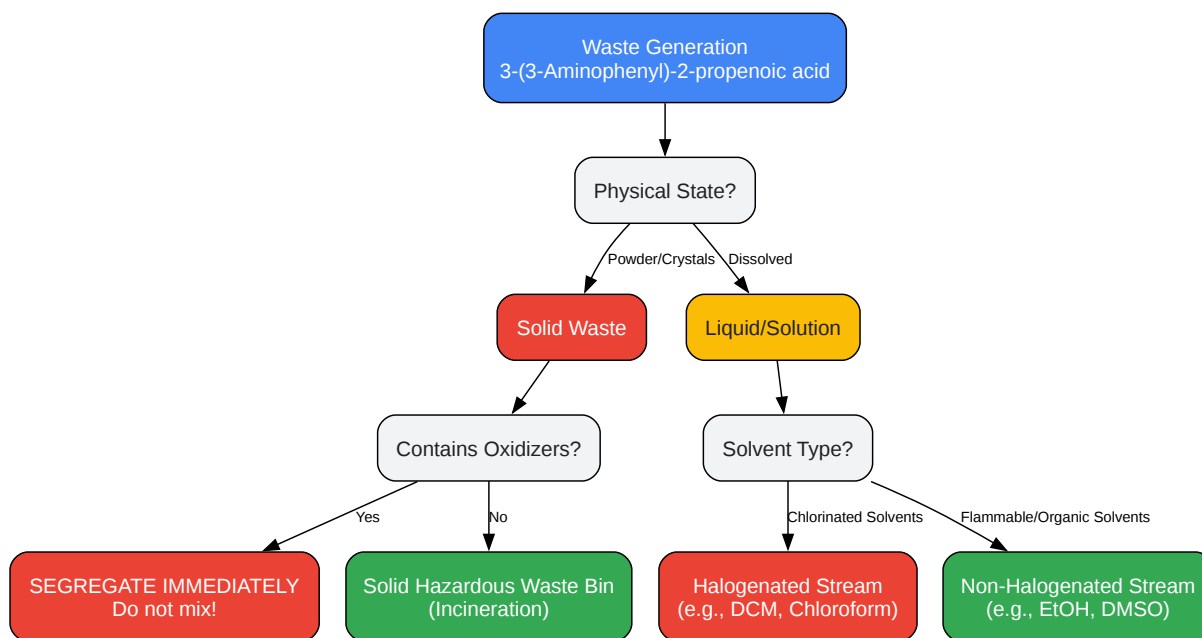 Waste Generation
3-(3-Aminophenyl)-2-propenoic acid
Physical State?
Powder/Crystals
Dissolved
Solid Waste
Liquid/Solution
Contains Oxidizers?
Solvent Type?
Yes
No
Chlorinated Solvents
Flammable/Organic Solvents
SEGREGATE IMMEDIATELY
Do not mix!
Solid Hazardous Waste Bin
(Incineration)
Halogenated Stream
(e.g., DCM, Chloroform)
Non-Halogenated Stream
(e.g., EtOH, DMSO)